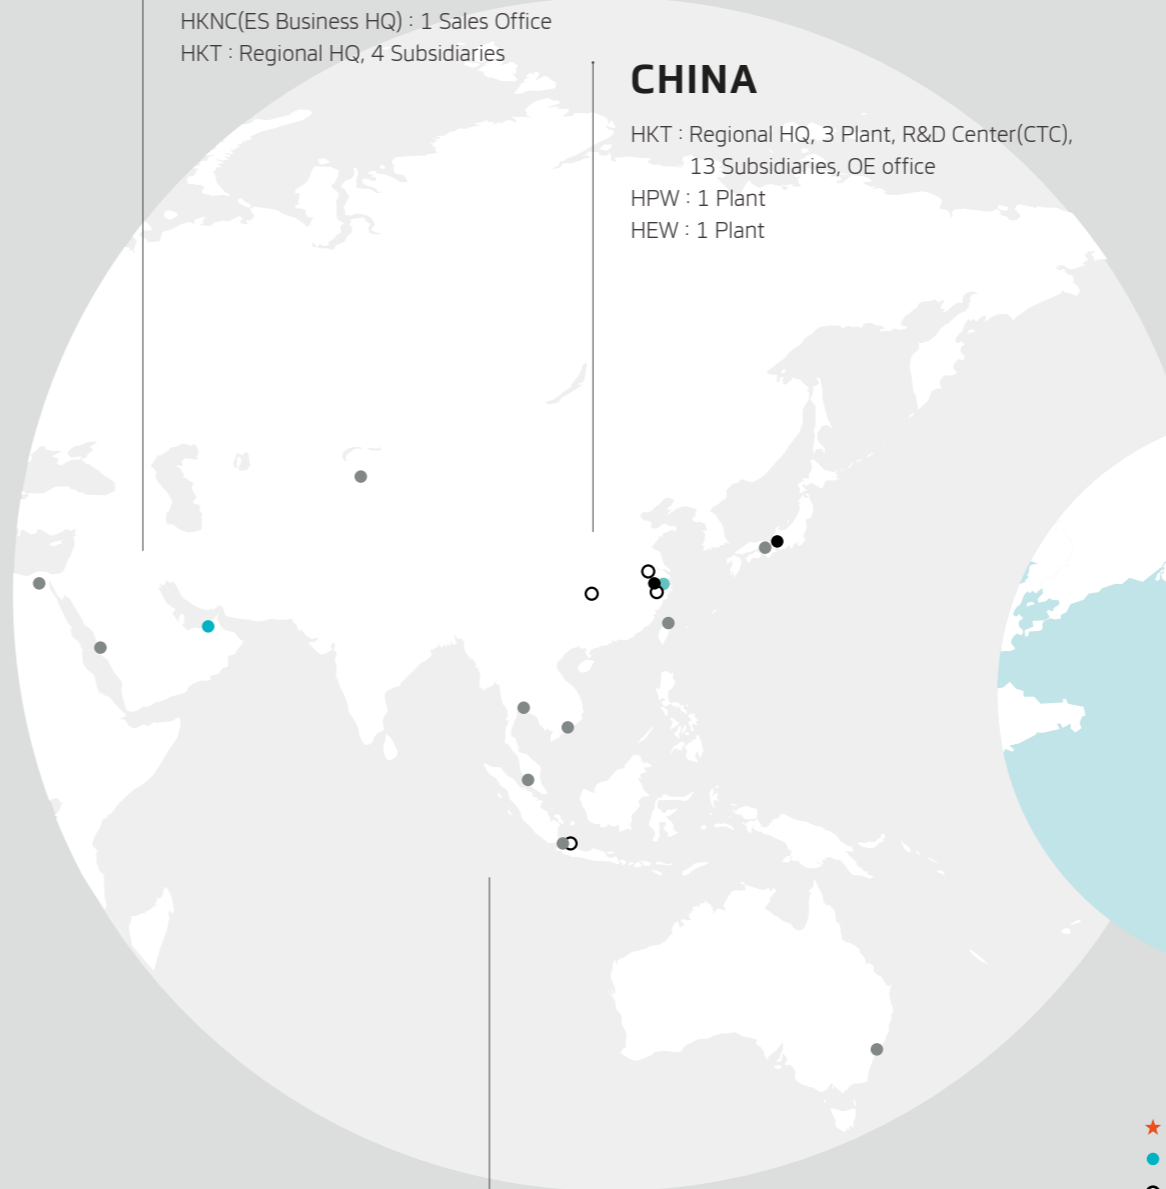 HKNC(ES Business HQ) : 1 Sales Office
HKT : Regional HQ, 4 Subsidiaries
CHINA
HKT : Regional HQ, 3 Plant, R&D Center(CTC),
13 Subsidiaries, OE office
HPW : 1 Plant
HEW : 1 Plant